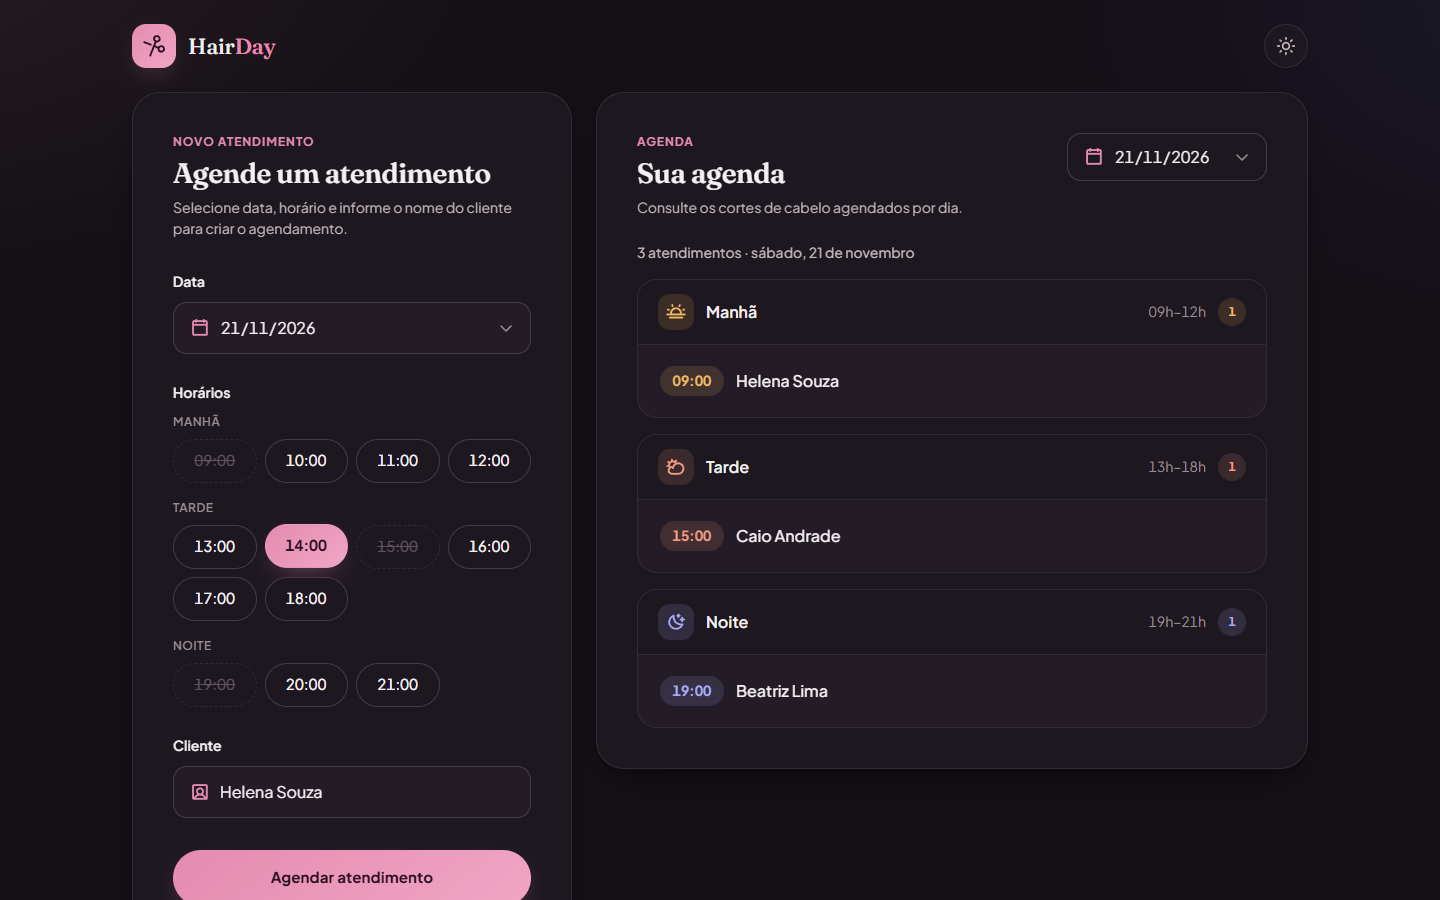 HairDay
NOVO ATENDIMENTO
Agende um atendimento
Selecione data, horário e informe o nome do cliente
para criar o agendamento.
Data
21/11/2026
Horários
MANHÃ
09:00 10:00 11:00 12:00
TARDE
13:00 14:00 15:00 16:00
17:00 18:00
NOITE
19:00 20:00 21:00
Cliente
Helena Souza
Agendar atendimento
AGENDA
Sua agenda
21/11/2026
Consulte os cortes de cabelo agendados por dia.
3 atendimentos · sábado, 21 de novembro
Manhã 09h–12h 1
09:00 Helena Souza
Tarde 13h–18h 1
15:00 Caio Andrade
Noite 19h–21h 1
19:00 Beatriz Lima